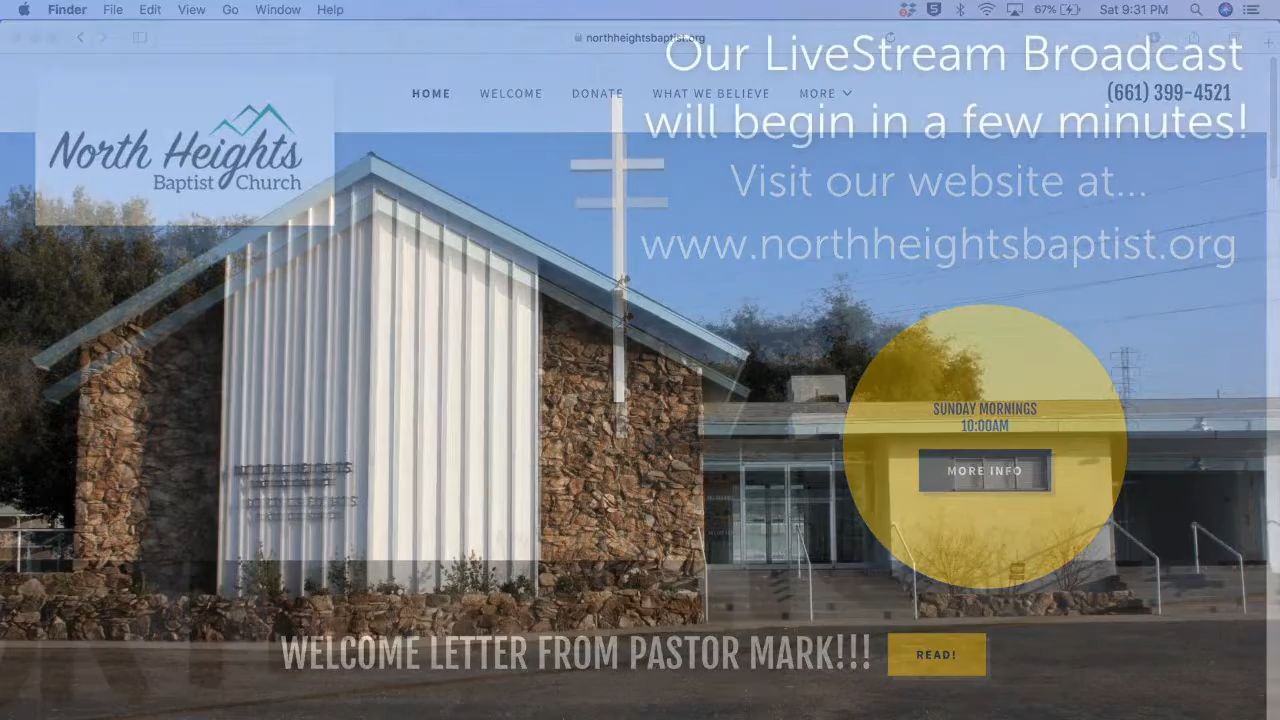 Finder File Edit View Go Window Help
67% Sat 9:31 PM
northheightsbaptist.org
Our LiveStream Broadcast
will begin in a few minutes!
Visit our website at...
www.northheightsbaptist.org
HOME WELCOME DONATE WHAT WE BELIEVE MORE
(661) 399-4521
North Heights
Baptist Church
SUNDAY MORNINGS
10:00AM
MORE INFO
WELCOME LETTER FROM PASTOR MARK!!!
READ!